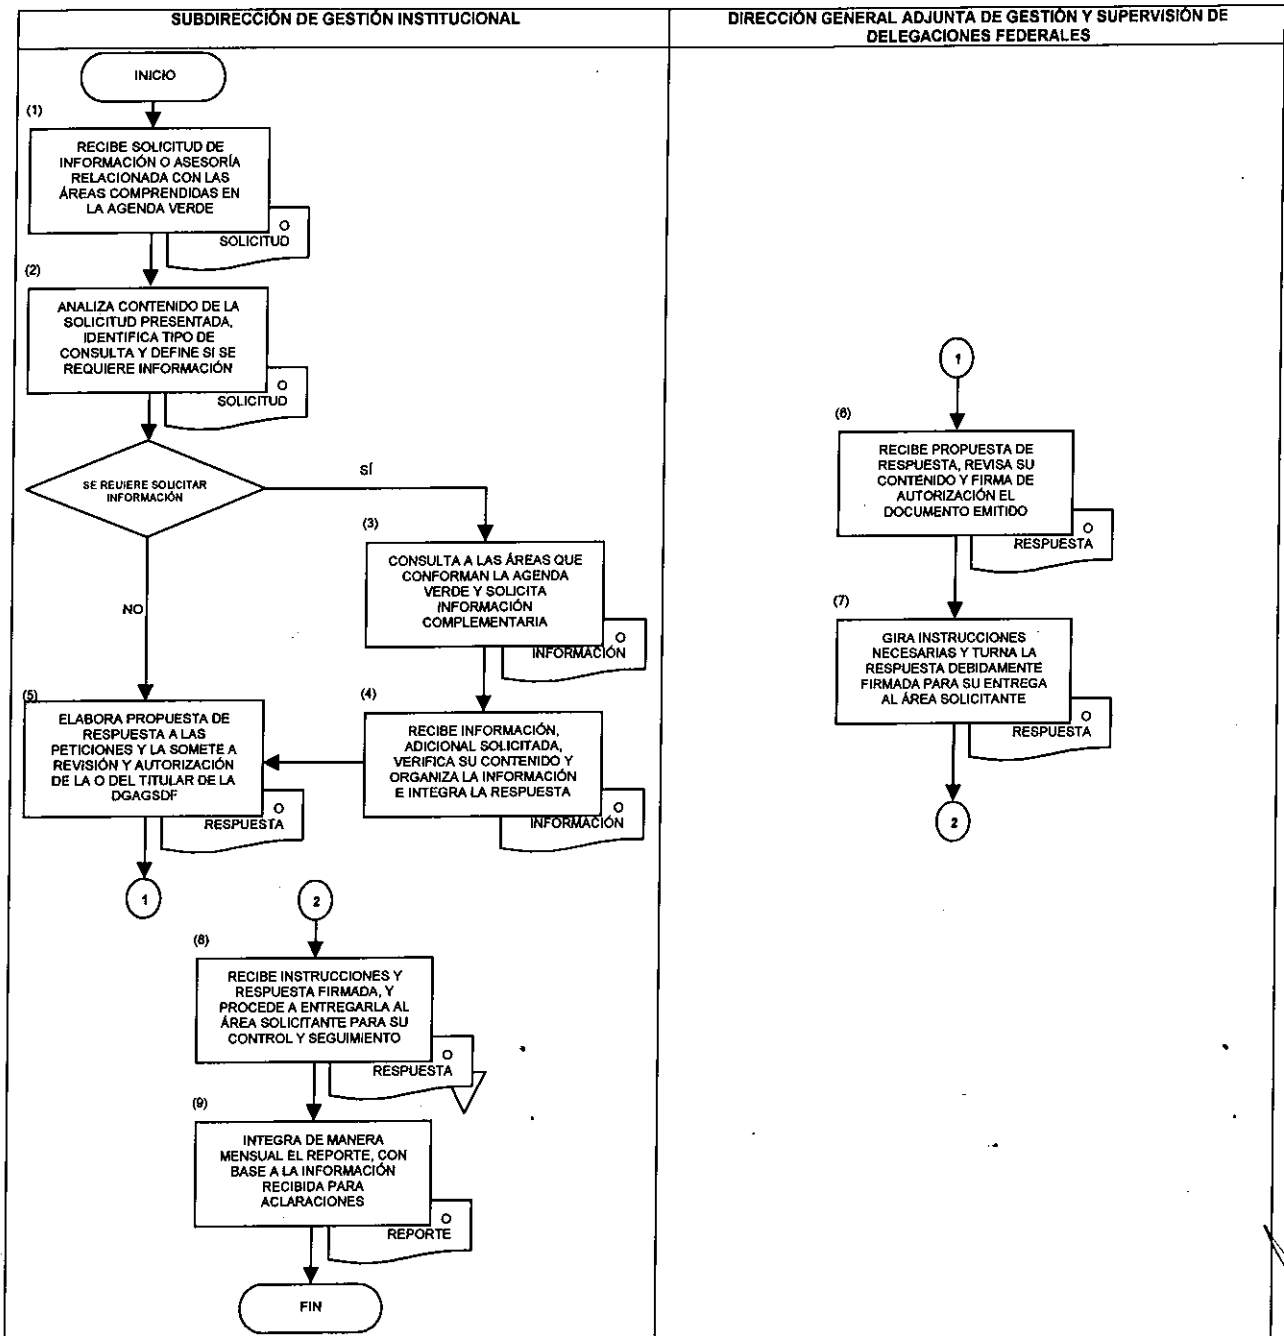 SUBDIRECCIÓN DE GESTIÓN INSTITUCIONAL
DIRECCIÓN GENERAL ADJUNTA DE GESTIÓN Y SUPERVISIÓN DE
DELEGACIONES FEDERALES
INICIO
(1)
RECIBE SOLICITUD DE
INFORMACIÓN O ASESORÍA
RELACIONADA CON LAS
ÁREAS COMPRENDIDAS EN
LA AGENDA VERDE
O
SOLICITUD
(2)
ANALIZA CONTENIDO DE LA
SOLICITUD PRESENTADA,
IDENTIFICA TIPO DE
CONSULTA Y DEFINE SI SE
REQUIERE INFORMACIÓN
O
SOLICITUD
SE REUIERE SOLICITAR
INFORMACIÓN
SÍ
NO
(3)
CONSULTA A LAS ÁREAS QUE
CONFORMAN LA AGENDA
VERDE Y SOLICITA
INFORMACIÓN
COMPLEMENTARIA
O
INFORMACIÓN
(4)
RECIBE INFORMACIÓN,
ADICIONAL SOLICITADA,
VERIFICA SU CONTENIDO Y
ORGANIZA LA INFORMACIÓN
E INTEGRA LA RESPUESTA
O
INFORMACIÓN
(5)
ELABORA PROPUESTA DE
RESPUESTA A LAS
PETICIONES Y LA SOMETE A
REVISIÓN Y AUTORIZACIÓN
DE LA O DEL TITULAR DE LA
DGAGSDF
O
RESPUESTA
1
1
(6)
RECIBE PROPUESTA DE
RESPUESTA, REVISA SU
CONTENIDO Y FIRMA DE
AUTORIZACIÓN EL
DOCUMENTO EMITIDO
O
RESPUESTA
(7)
GIRA INSTRUCCIONES
NECESARIAS Y TURNA LA
RESPUESTA DEBIDAMENTE
FIRMADA PARA SU ENTREGA
AL ÁREA SOLICITANTE
O
RESPUESTA
2
2
(8)
RECIBE INSTRUCCIONES Y
RESPUESTA FIRMADA, Y
PROCEDE A ENTREGARLA AL
ÁREA SOLICITANTE PARA SU
CONTROL Y SEGUIMIENTO
O
RESPUESTA
(9)
INTEGRA DE MANERA
MENSUAL EL REPORTE, CON
BASE A LA INFORMACIÓN
RECIBIDA PARA
ACLARACIONES
O
REPORTE
FIN